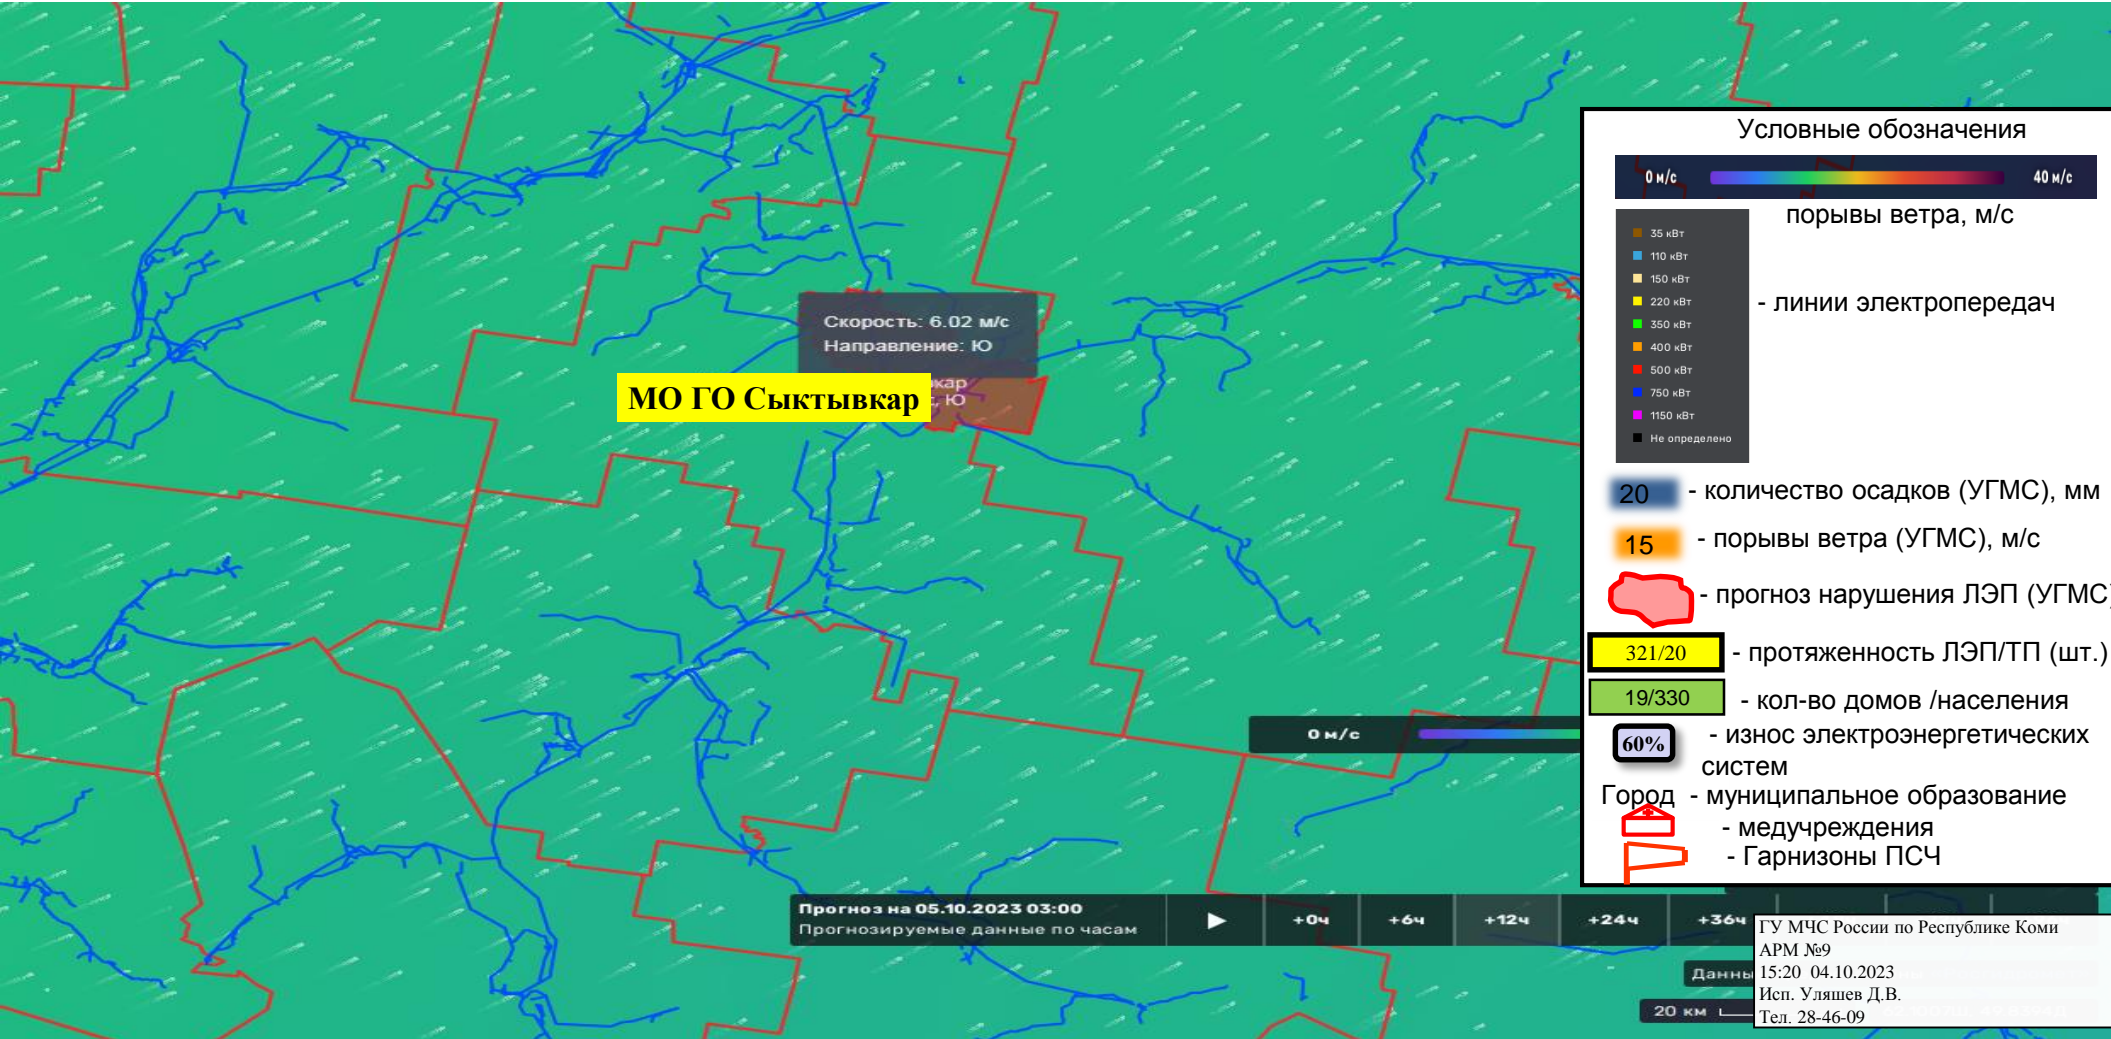 Условные обозначения
0 м/с
40 м/с
порывы ветра, м/с
35 кВт
110 кВт
150 кВт
220 кВт
350 кВт
400 кВт
500 кВт
750 кВт
1150 кВт
Не определено
- линии электропередач
20 - количество осадков (УГМС), мм
15 - порывы ветра (УГМС), м/с
- прогноз нарушения ЛЭП (УГМС)
321/20 - протяженность ЛЭП/ТП (шт.)
19/330 - кол-во домов /населения
60% - износ электроэнергетических
систем
Город - муниципальное образование
- медучреждения
- Гарнизоны ПСЧ
Скорость: 6.02 м/с
Направление: Ю
МО ГО Сыктывкар
кар
, Ю
0 м/с
Прогноз на 05.10.2023 03:00
Прогнозируемые данные по часам
+0ч
+6ч
+12ч
+24ч
+36ч
Данны
20 км
ГУ МЧС России по Республике Коми
АРМ №9
15:20 04.10.2023
Исп. Уляшев Д.В.
Тел. 28-46-09